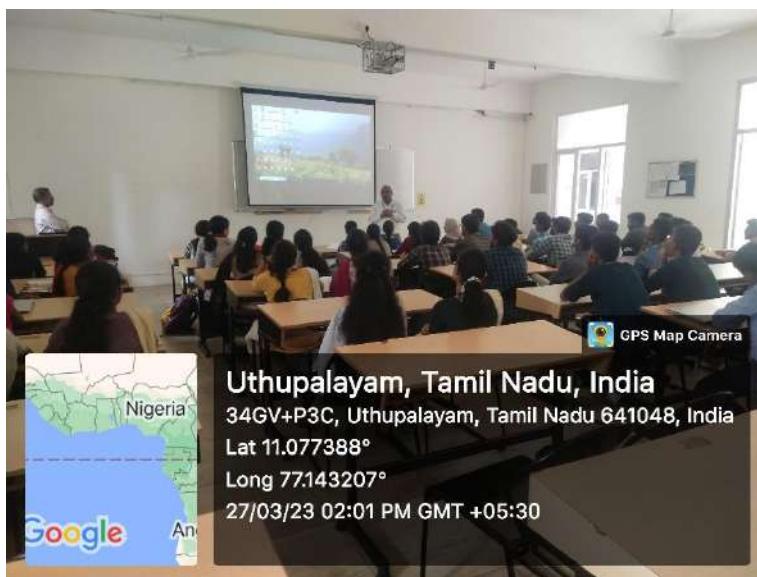 GPS Map Camera
Nigeria
Google
An
Uthupalayam, Tamil Nadu, India
34GV+P3C, Uthupalayam, Tamil Nadu 641048, India
Lat 11.077388°
Long 77.143207°
27/03/23 02:01 PM GMT +05:30